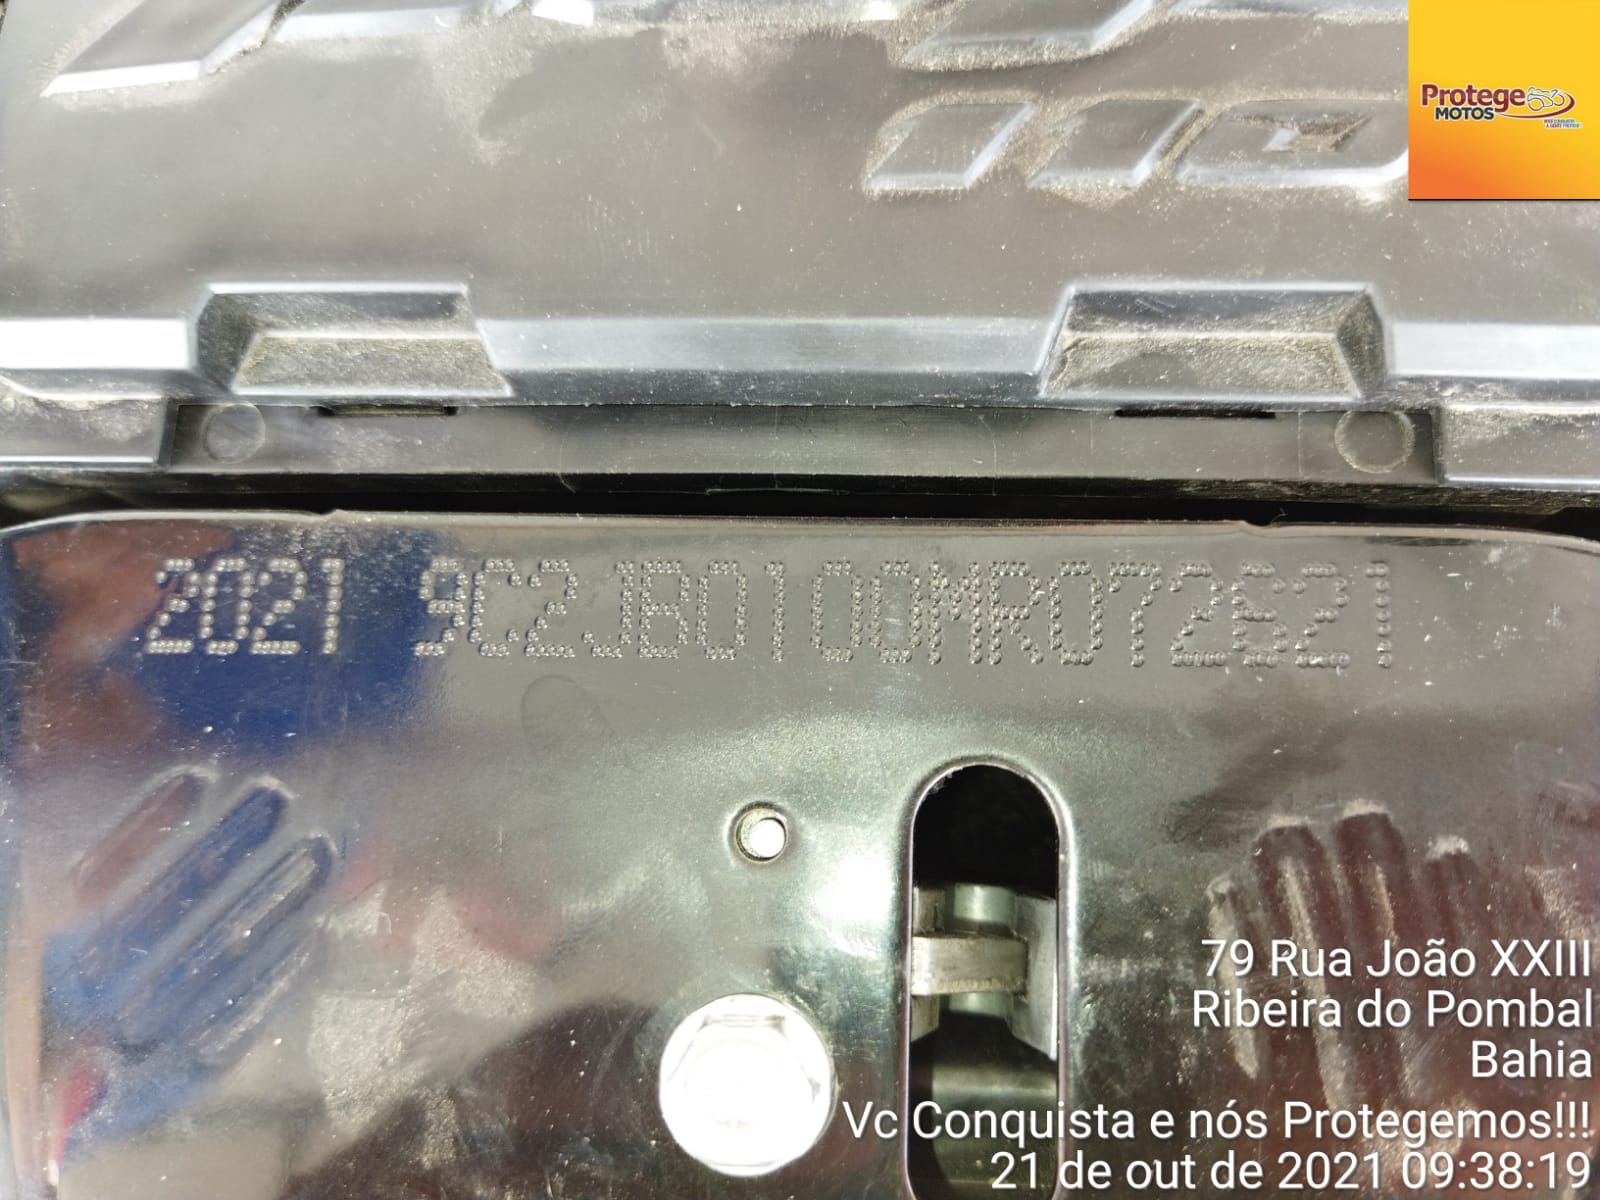 110
Protege
MOTOS
2021 9C2JB0100MR072621
79 Rua João XXIII
Ribeira do Pombal
Bahia
Vc Conquista e nós Protegemos!!!
21 de out de 2021 09:38:19